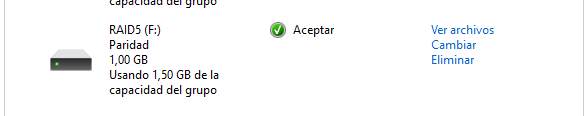 capacidad del grupo
RAID5 (F:)
Paridad
1,00 GB
Usando 1,50 GB de la
capacidad del grupo
Aceptar
Ver archivos
Cambiar
Eliminar